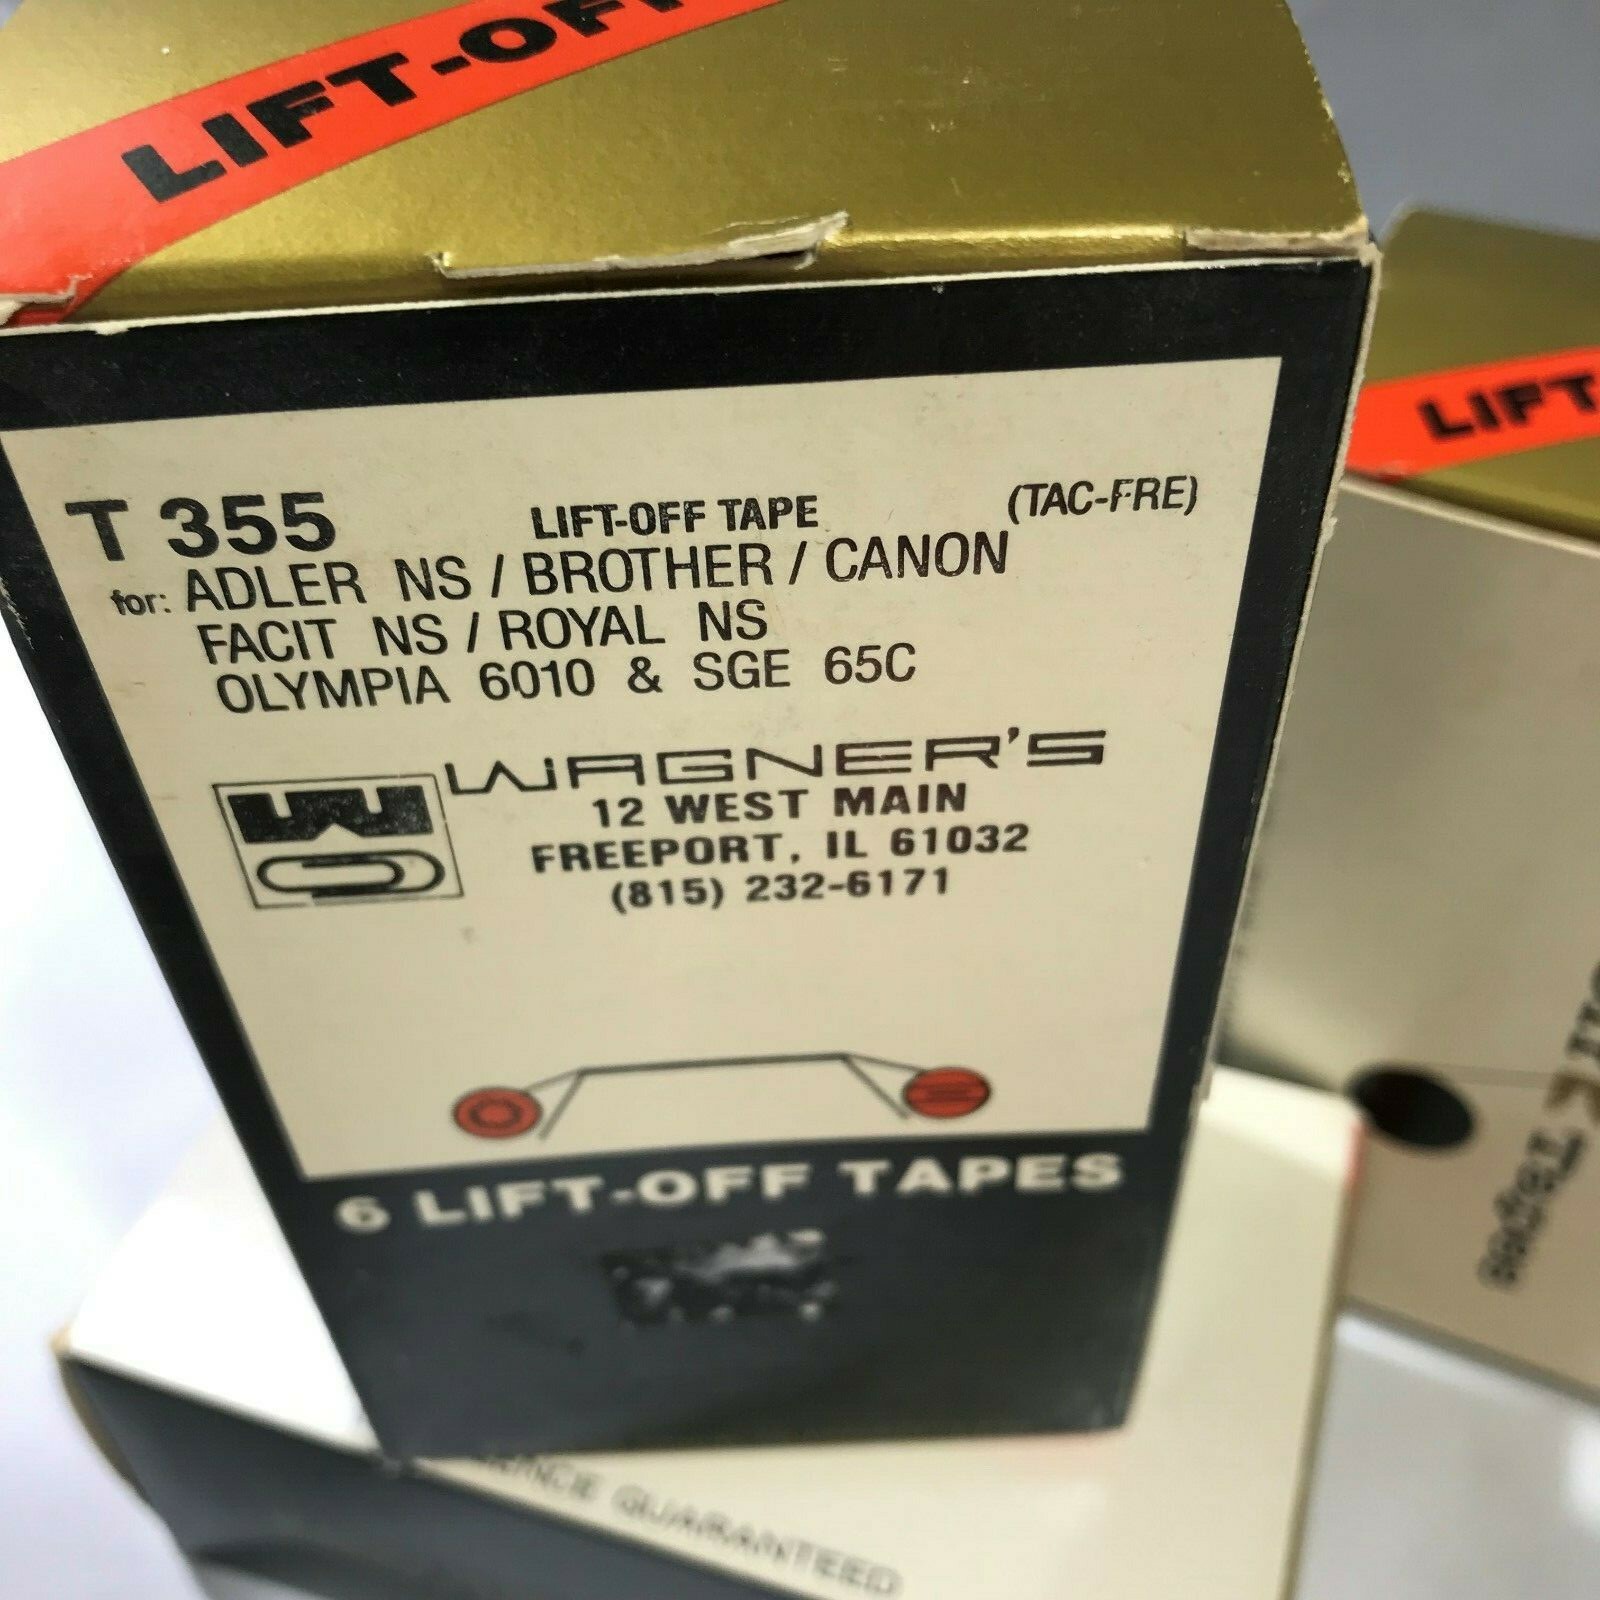 LIFT-OF
T 355 LIFT-OFF TAPE (TAC-FRE)
for: ADLER NS / BROTHER / CANON
FACIT NS / ROYAL NS
OLYMPIA 6010 & SGE 65C
WAGNER'S
12 WEST MAIN
FREEPORT, IL 61032
(815) 232-6171
6 LIFT-OFF TAPES
LIFT-
GUARANTEED